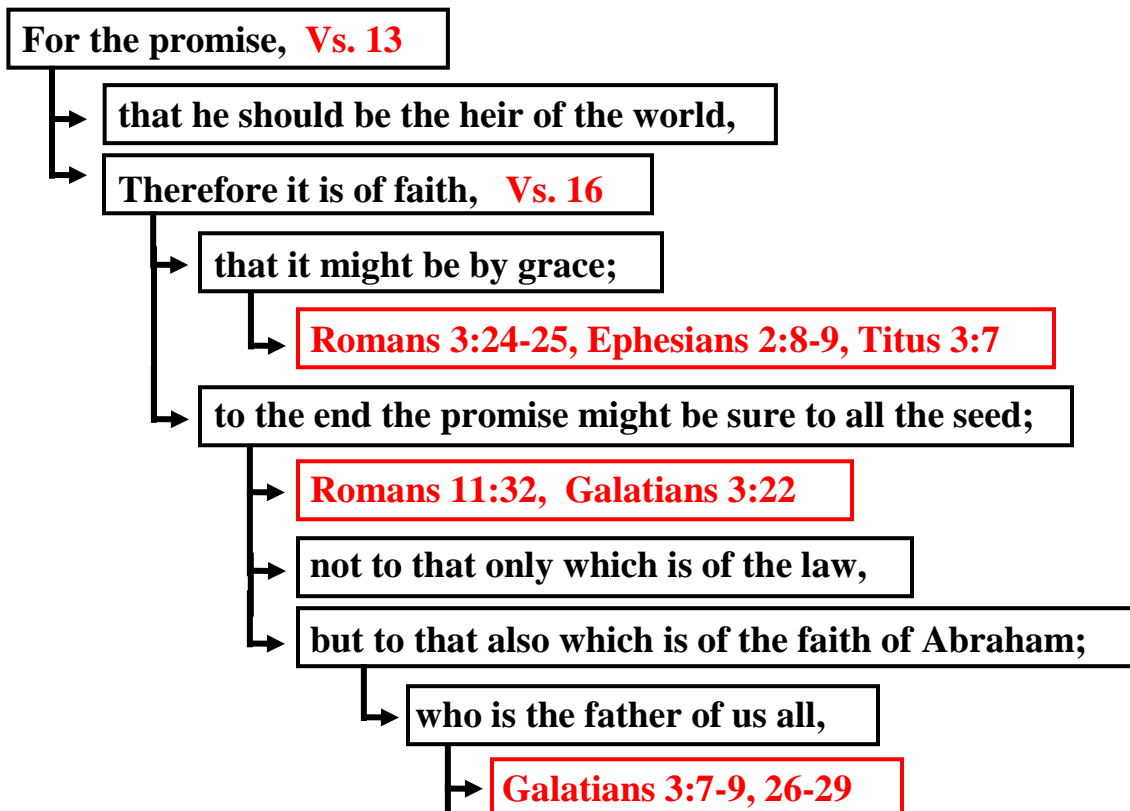 For the promise, Vs. 13
that he should be the heir of the world,
Therefore it is of faith, Vs. 16
that it might be by grace;
Romans 3:24-25, Ephesians 2:8-9, Titus 3:7
to the end the promise might be sure to all the seed;
Romans 11:32, Galatians 3:22
not to that only which is of the law,
but to that also which is of the faith of Abraham;
who is the father of us all,
Galatians 3:7-9, 26-29